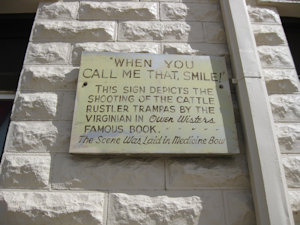 "WHEN YOU
CALL ME THAT, SMILE!"
THIS SIGN DEPICTS THE
SHOOTING OF THE CATTLE
RUSTLER TRAMPAS BY THE
VIRGINIAN IN Owen Wisters
FAMOUS BOOK.
The Scene Was Laid in Medicine Bow